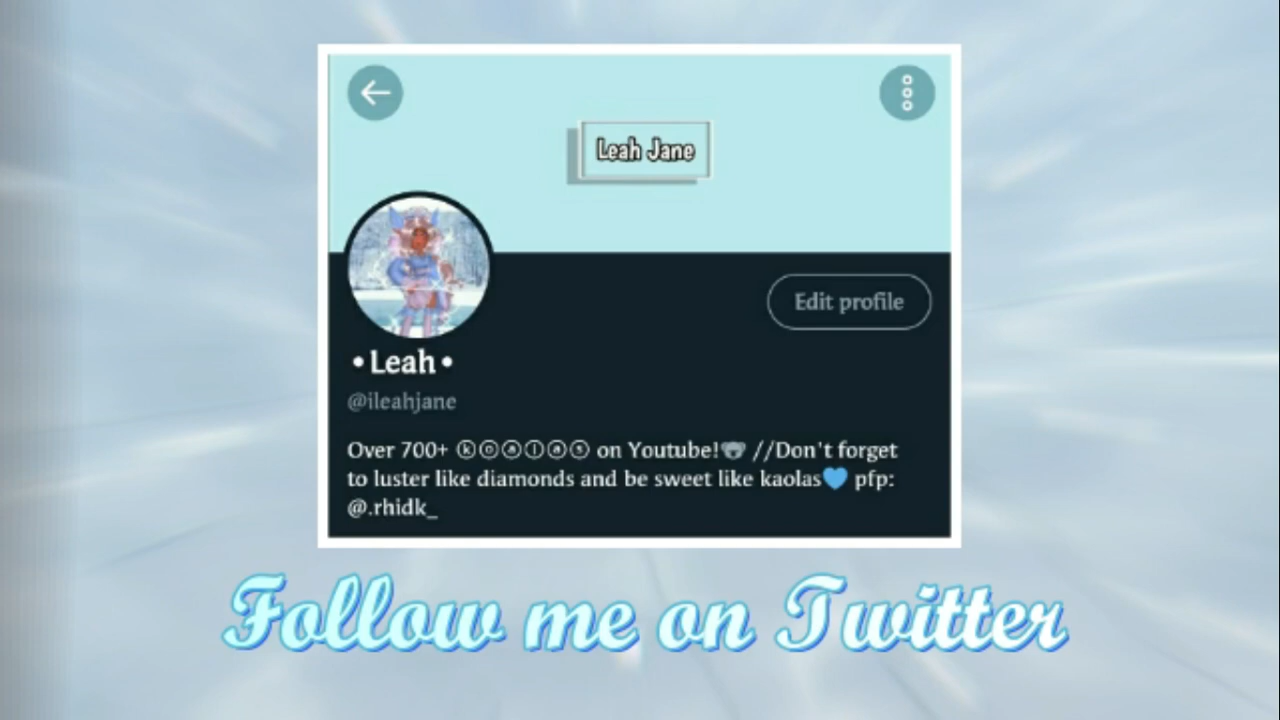 Leah Jane
Edit profile
•Leah•
@ileahjane
Over 700+ ⓚⓞⓐⓛⓐⓢ on Youtube!🐨 //Don't forget
to luster like diamonds and be sweet like kaolas💙 pfp:
@.rhidk_
Follow me on Twitter